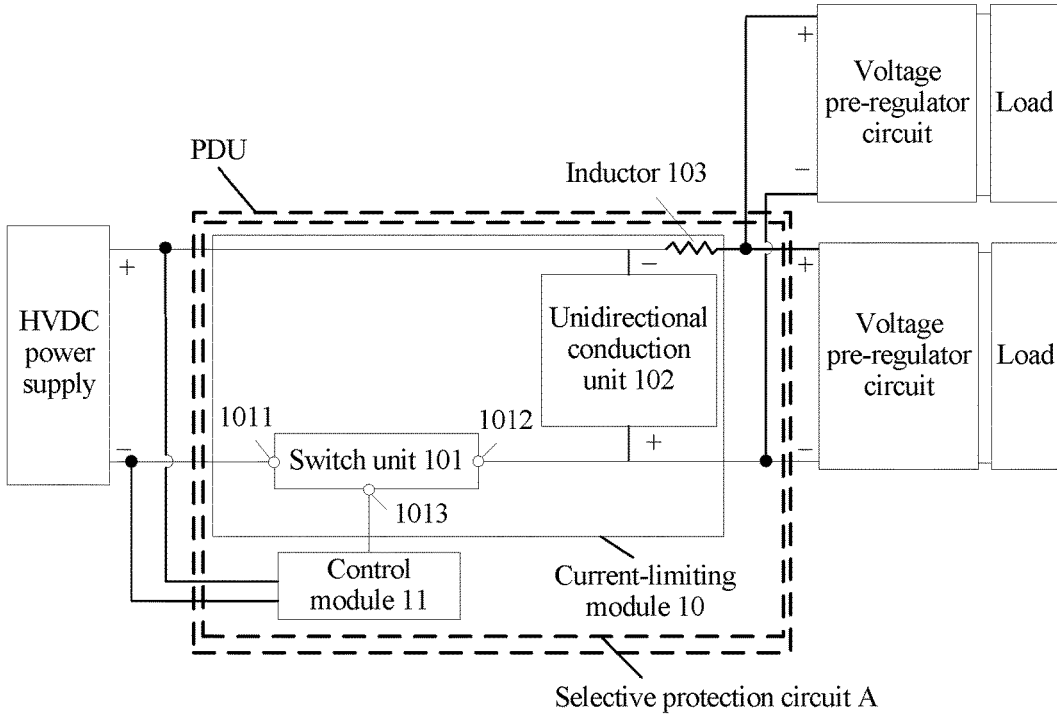 +
Voltage
pre-regulator
circuit
Load
−
PDU
Inductor 103
HVDC
power
supply
+
−
−
Unidirectional
conduction
unit 102
+
+
Voltage
pre-regulator
circuit
Load
−
1011
Switch unit 101
1012
1013
Control
module 11
Current-limiting
module 10
Selective protection circuit A